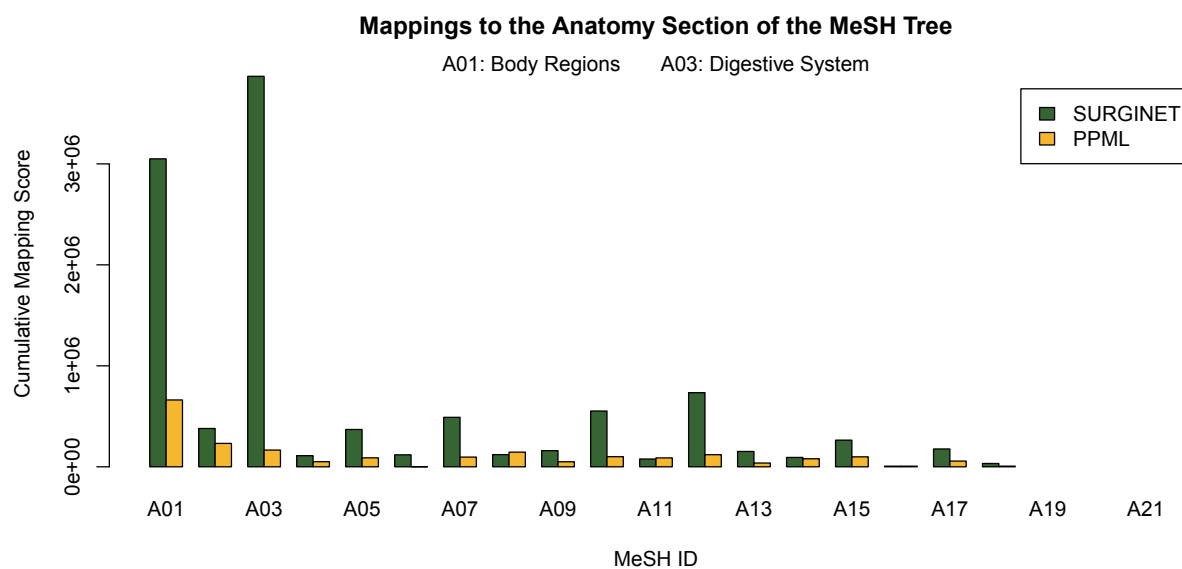 Mappings to the Anatomy Section of the MeSH Tree
A01: Body Regions A03: Digestive System
SURGINET
PPML
Cumulative Mapping Score
3e+06
2e+06
1e+06
0e+00
A01 A03 A05 A07 A09 A11 A13 A15 A17 A19 A21
MeSH ID